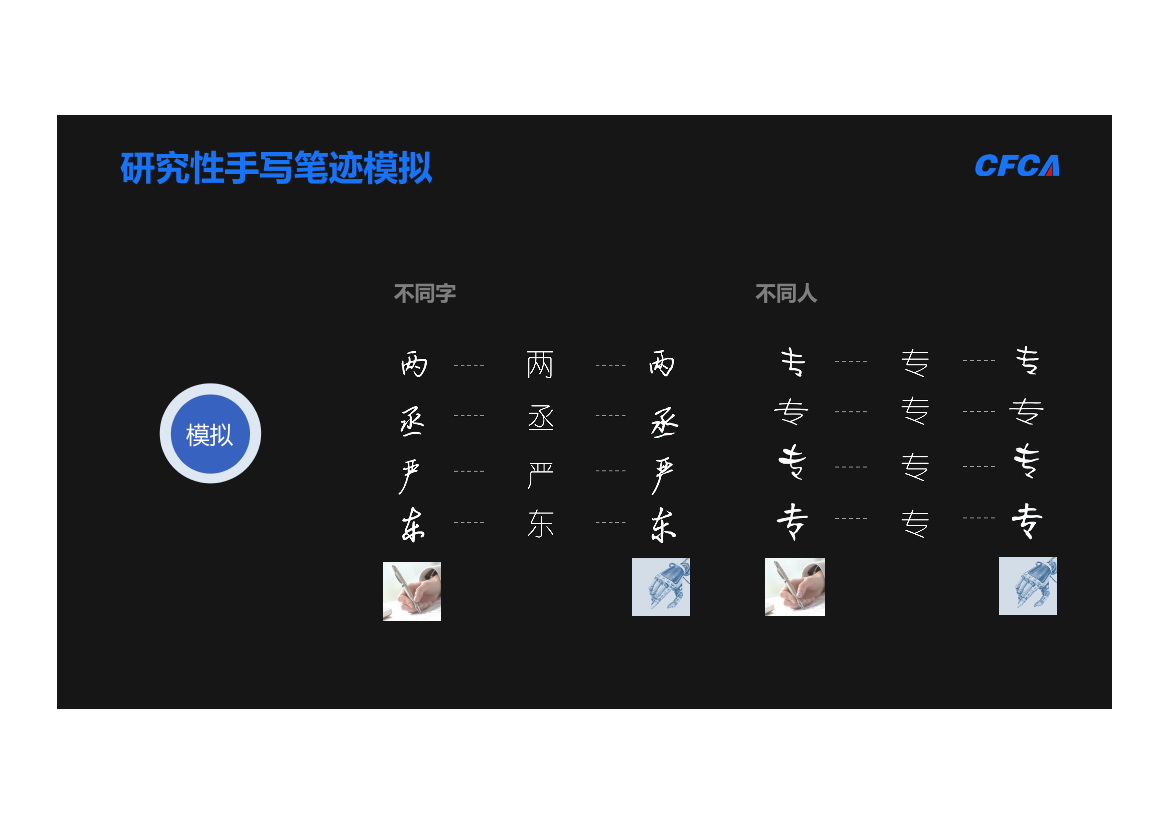 研究性手写笔迹模拟
CFCA
不同字
不同人
两 ---- 两 ---- 两
专 ---- 专 ---- 专
丞 ---- 丞 ---- 丞
专 ---- 专 ---- 专
模拟
严 ---- 严 ---- 严
专 ---- 专 ---- 专
东 ---- 东 ---- 东
专 ---- 专 ---- 专